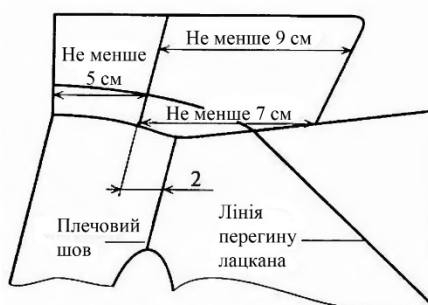 Не менше
5 см
Не менше 9 см
Не менше 7 см
2
Плечовий
шов
Лінія
перегину
лацкана